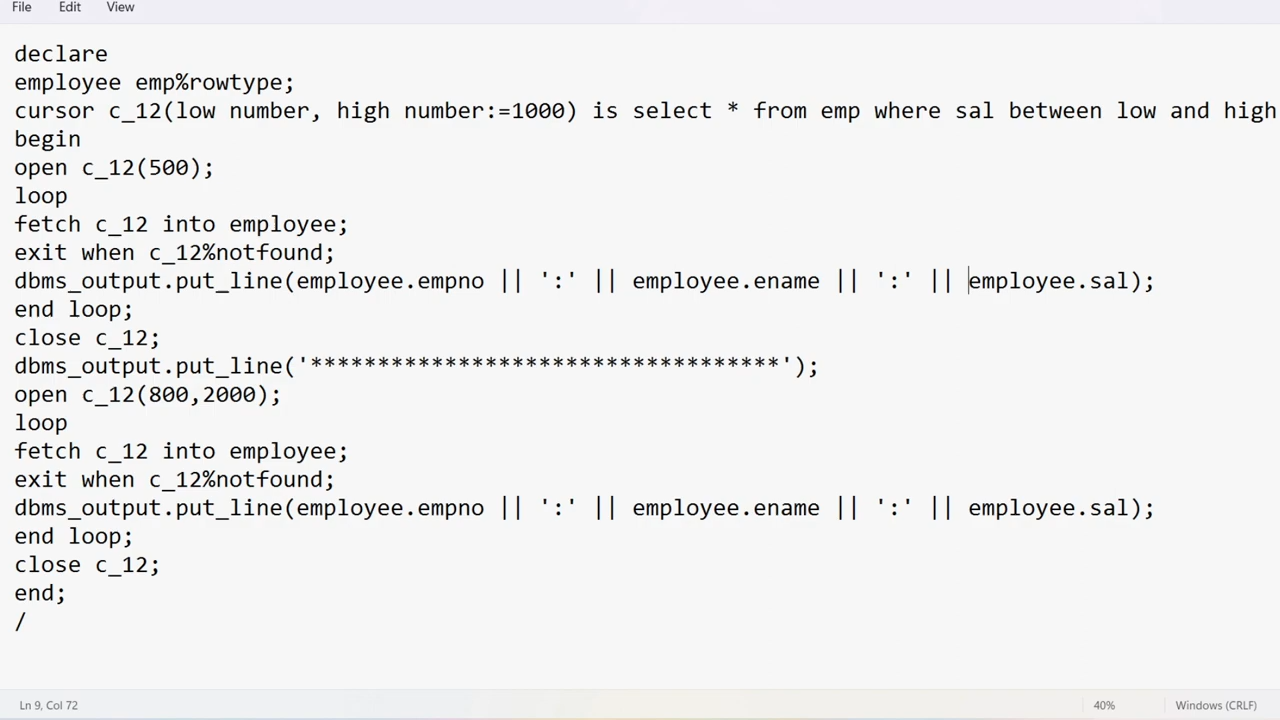 File Edit View
declare
employee emp%rowtype;
cursor c_12(low number, high number:=1000) is select * from emp where sal between low and high
begin
open c_12(500);
loop
fetch c_12 into employee;
exit when c_12%notfound;
dbms_output.put_line(employee.empno || ':' || employee.ename || ':' || employee.sal);
end loop;
close c_12;
dbms_output.put_line('***********************************');
open c_12(800,2000);
loop
fetch c_12 into employee;
exit when c_12%notfound;
dbms_output.put_line(employee.empno || ':' || employee.ename || ':' || employee.sal);
end loop;
close c_12;
end;
/
Ln 9, Col 72 40% Windows (CRLF)